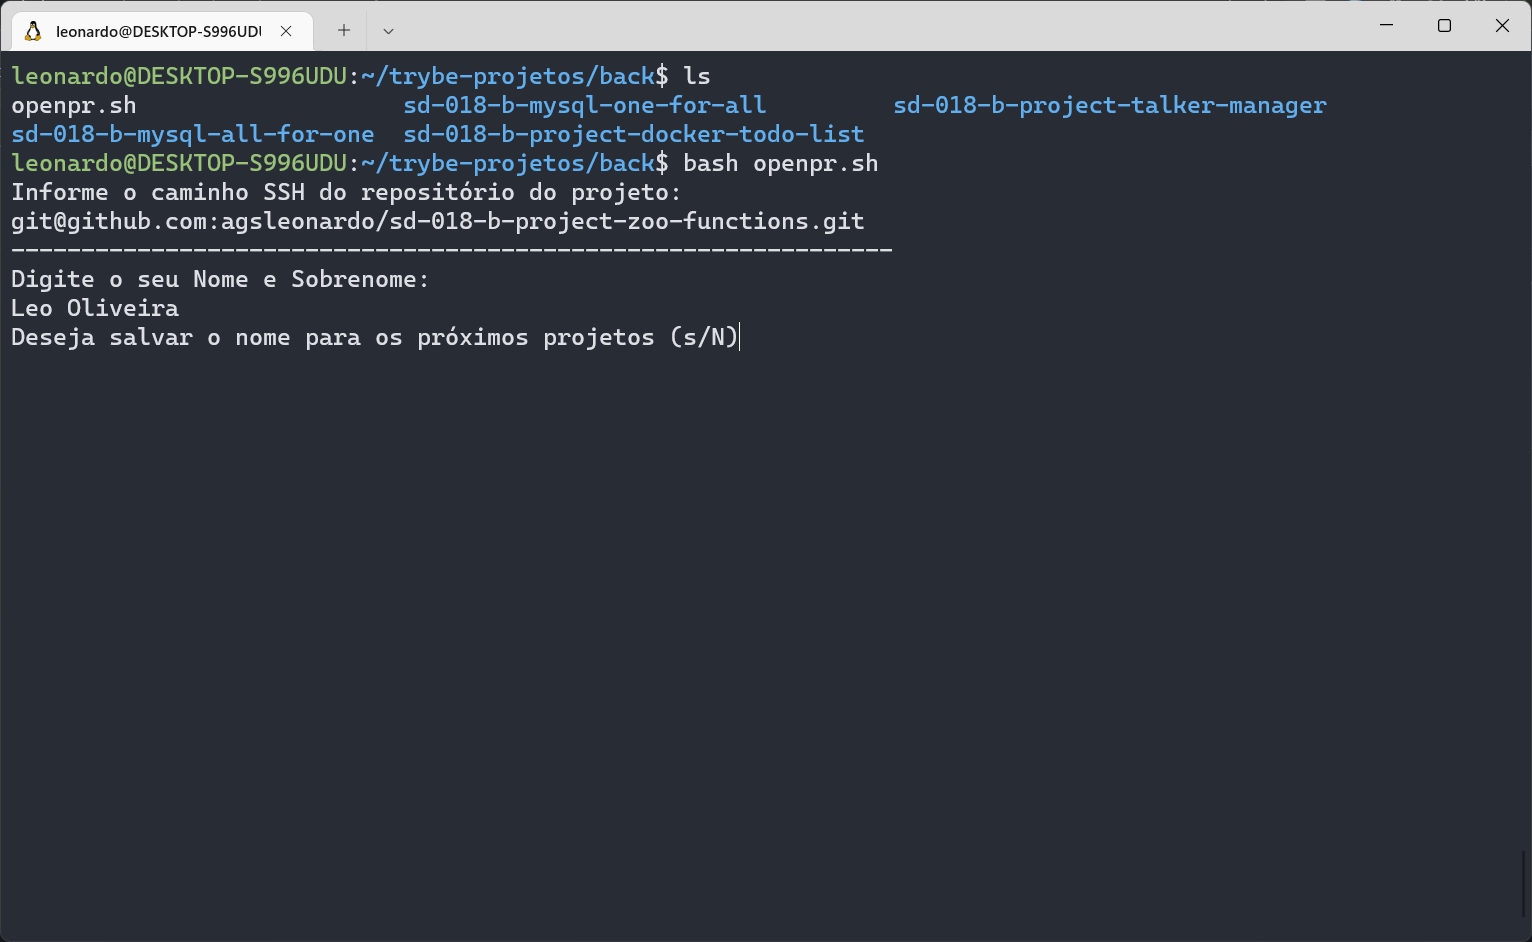 leonardo@DESKTOP-S996UDU
leonardo@DESKTOP-S996UDU:~/trybe-projetos/back$ ls
openpr.sh sd-018-b-mysql-one-for-all sd-018-b-project-talker-manager
sd-018-b-mysql-all-for-one sd-018-b-project-docker-todo-list
leonardo@DESKTOP-S996UDU:~/trybe-projetos/back$ bash openpr.sh
Informe o caminho SSH do repositório do projeto:
git@github.com:agsleonardo/sd-018-b-project-zoo-functions.git
---------------------------------------------------------------
Digite o seu Nome e Sobrenome:
Leo Oliveira
Deseja salvar o nome para os próximos projetos (s/N)